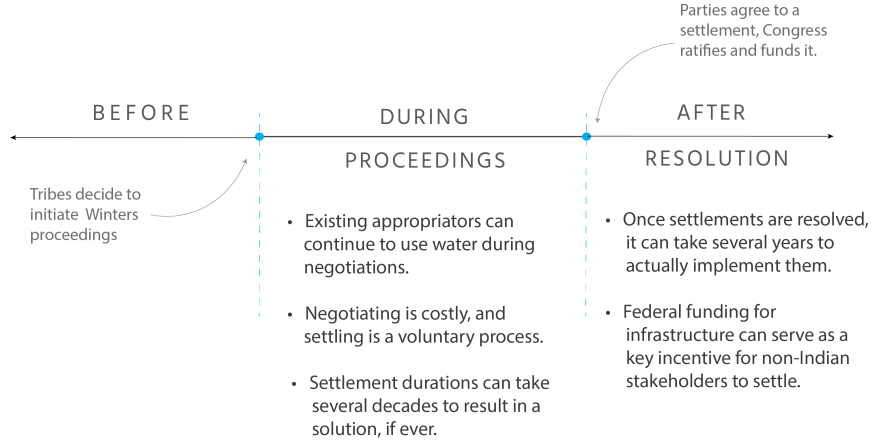 Parties agree to a
settlement, Congress
ratifies and funds it.
BEFORE
DURING
AFTER
PROCEEDINGS
RESOLUTION
Tribes decide to
initiate Winters
proceedings
• Existing appropriators can
continue to use water during
negotiations.
• Negotiating is costly, and
settling is a voluntary process.
• Settlement durations can take
several decades to result in a
solution, if ever.
• Once settlements are resolved,
it can take several years to
actually implement them.
• Federal funding for
infrastructure can serve as a
key incentive for non-Indian
stakeholders to settle.